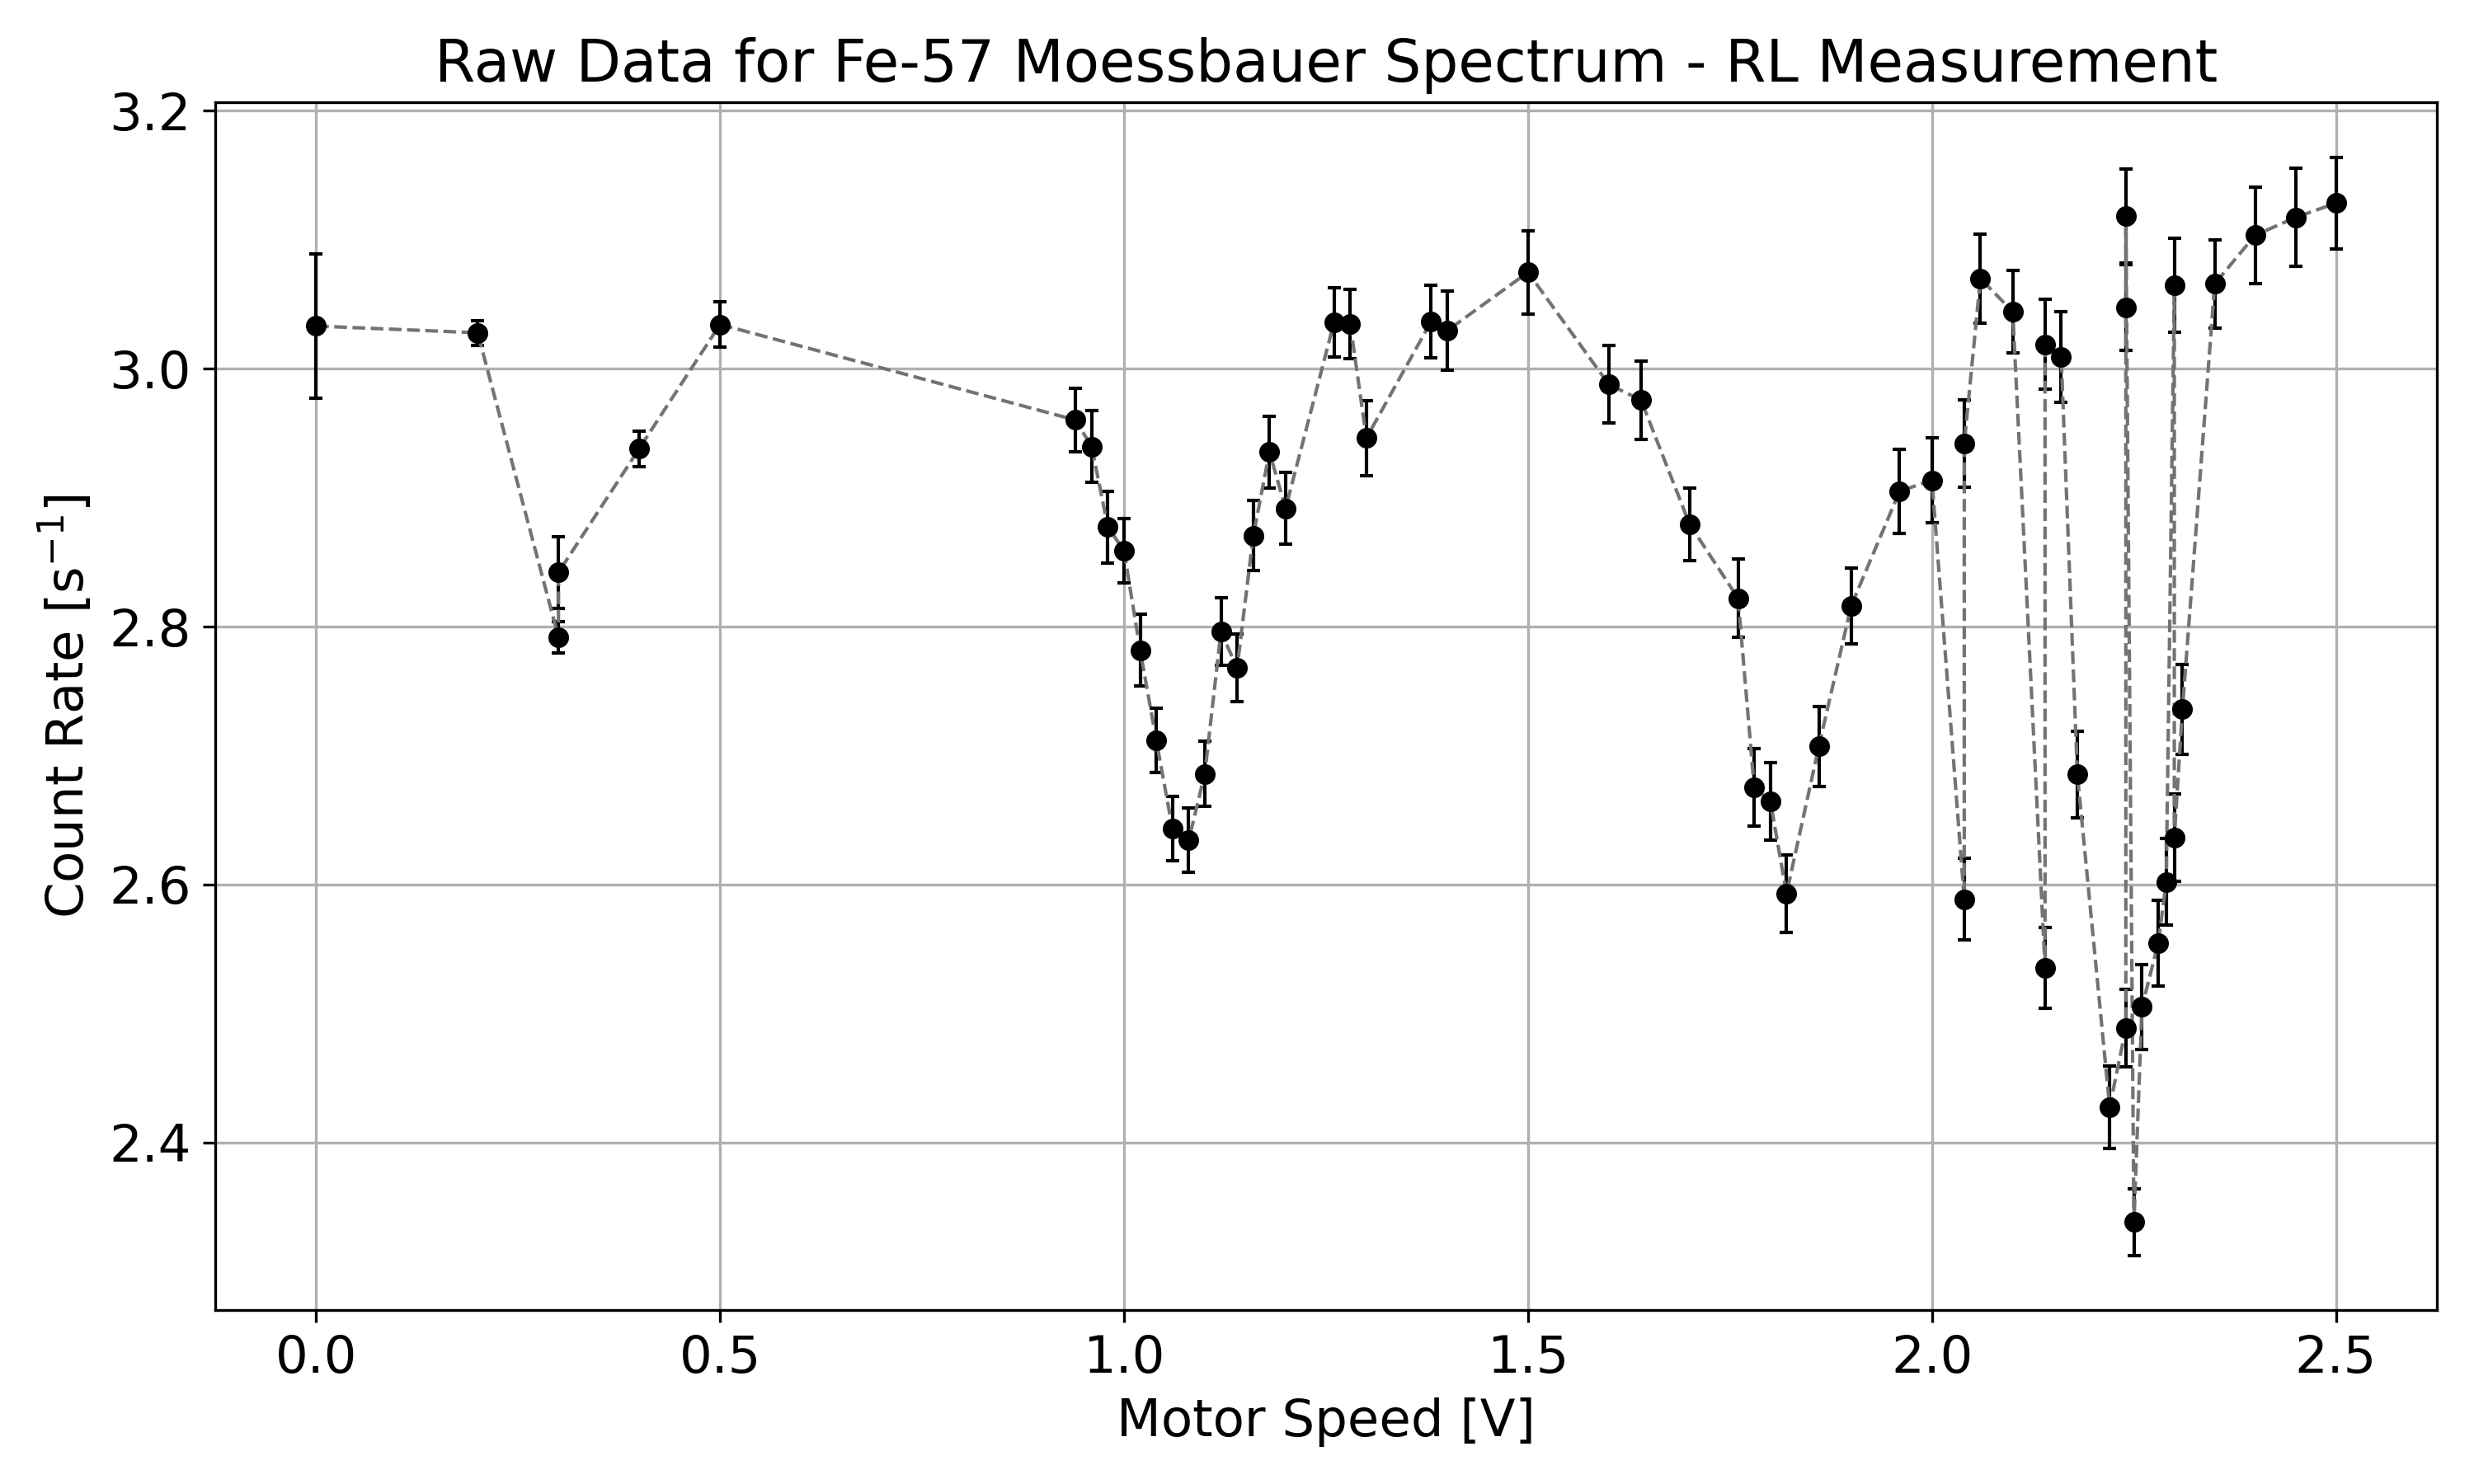 Raw Data for Fe-57 Moessbauer Spectrum - RL Measurement
3.2
3.0
2.8
2.6
2.4
Count Rate [s⁻¹]
0.0 0.5 1.0 1.5 2.0 2.5
Motor Speed [V]